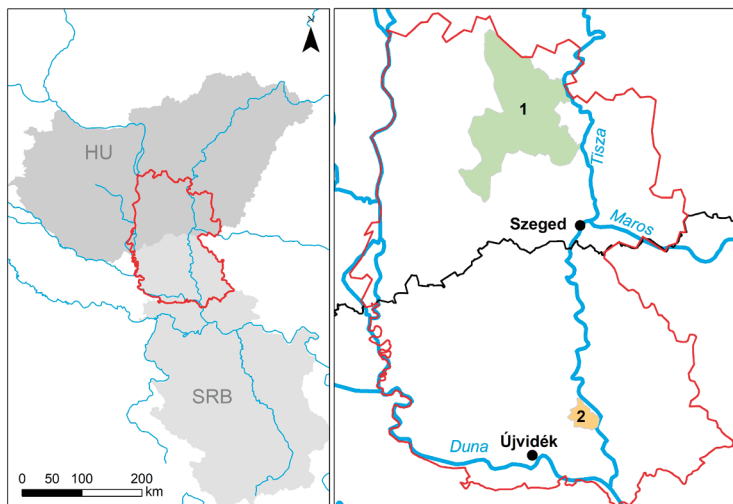 N
HU
SRB
0 50 100 200
km
1
Tisza
Szeged
Maros
2
Újvidék
Duna